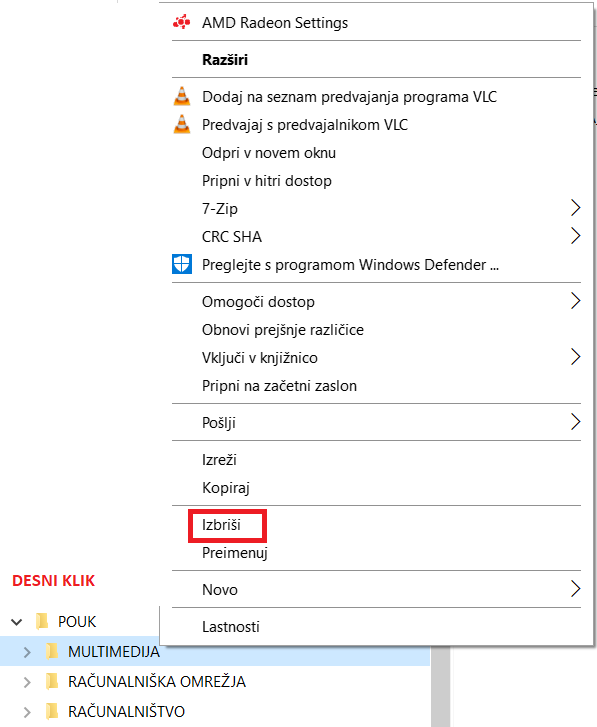 AMD Radeon Settings
Razširi
Dodaj na seznam predvajanja programa VLC
Predvajaj s predvajalnikom VLC
Odpri v novem oknu
Pripni v hitri dostop
7-Zip
CRC SHA
Preglejte s programom Windows Defender ...
Omogoči dostop
Obnovi prejšnje različice
Vključi v knjižnico
Pripni na začetni zaslon
Pošlji
Izreži
Kopiraj
Izbriši
Preimenuj
Novo
Lastnosti
DESNI KLIK
POUK
MULTIMEDIJA
RAČUNALNIŠKA OMREŽJA
RAČUNALNIŠTVO